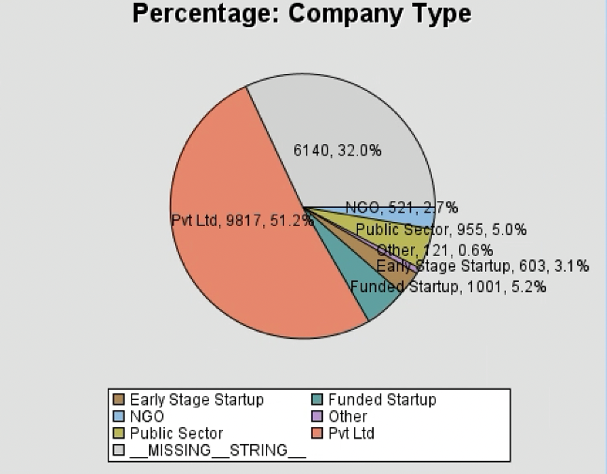 Percentage: Company Type
6140, 32.0%
NGO, 521, 2.7%
Pvt Ltd, 9817, 51.2%
Public Sector, 955, 5.0%
Other, 121, 0.6%
Early Stage Startup, 603, 3.1%
Funded Startup, 1001, 5.2%
Early Stage Startup Funded Startup
NGO Other
Public Sector Pvt Ltd
__MISSING__STRING__